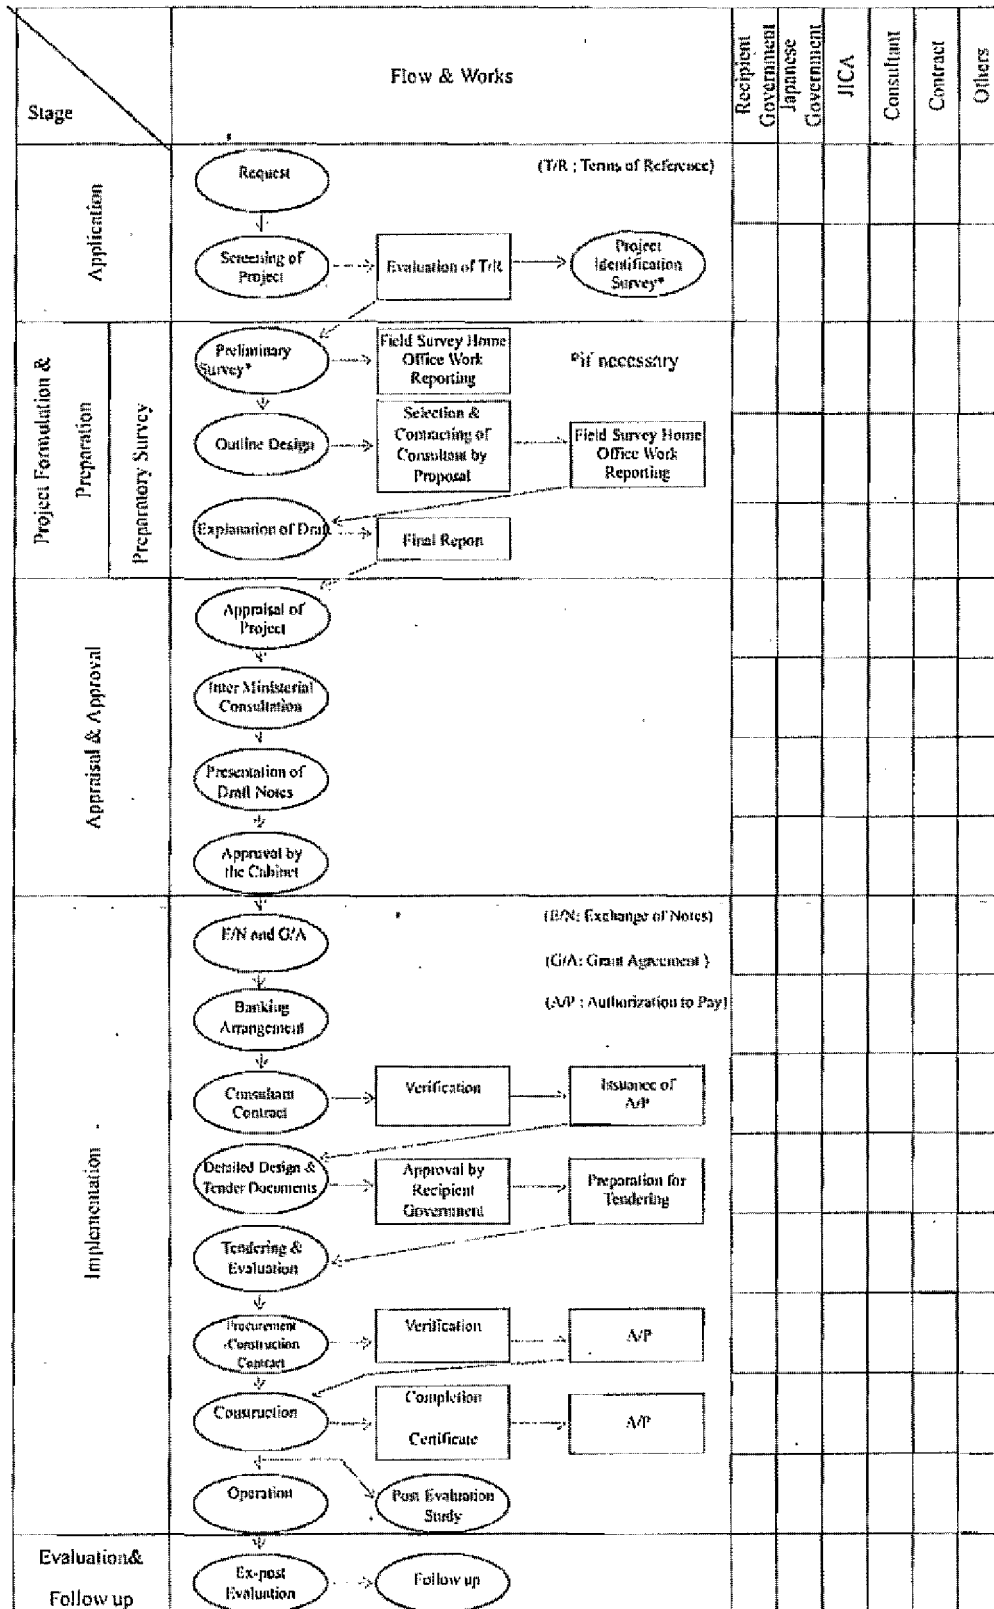 Stage
Flow & Works
Recipient
Government
Japanese
Government
JICA
Consultant
Contract
Others
Application
Request
(T/R ; Terms of Reference)
Screening of
Project
Evaluation of T/R
Project
Identification
Survey*
Project Formulation &
Preparation
Preparatory Survey
Preliminary
Survey*
Field Survey Home
Office Work
Reporting
*if necessary
Outline Design
Selection &
Contracting of
Consultant by
Proposal
Field Survey Home
Office Work
Reporting
Explanation of Draft
Final Report
Appraisal & Approval
Appraisal of
Project
Inter Ministerial
Consultation
Presentation of
Draft Notes
Approval by
the Cabinet
Implementation
E/N and G/A
(E/N: Exchange of Notes)
(G/A: Grant Agreement )
(A/P : Authorization to Pay)
Banking
Arrangement
Consultant
Contract
Verification
Issuance of
A/P
Detailed Design &
Tender Documents
Approval by
Recipient
Government
Preparation for
Tendering
Tendering &
Evaluation
Procurement
/Construction
Contract
Verification
A/P
Construction
Completion
Certificate
A/P
Operation
Post Evaluation
Study
Evaluation&
Follow up
Ex-post
Evaluation
Follow up